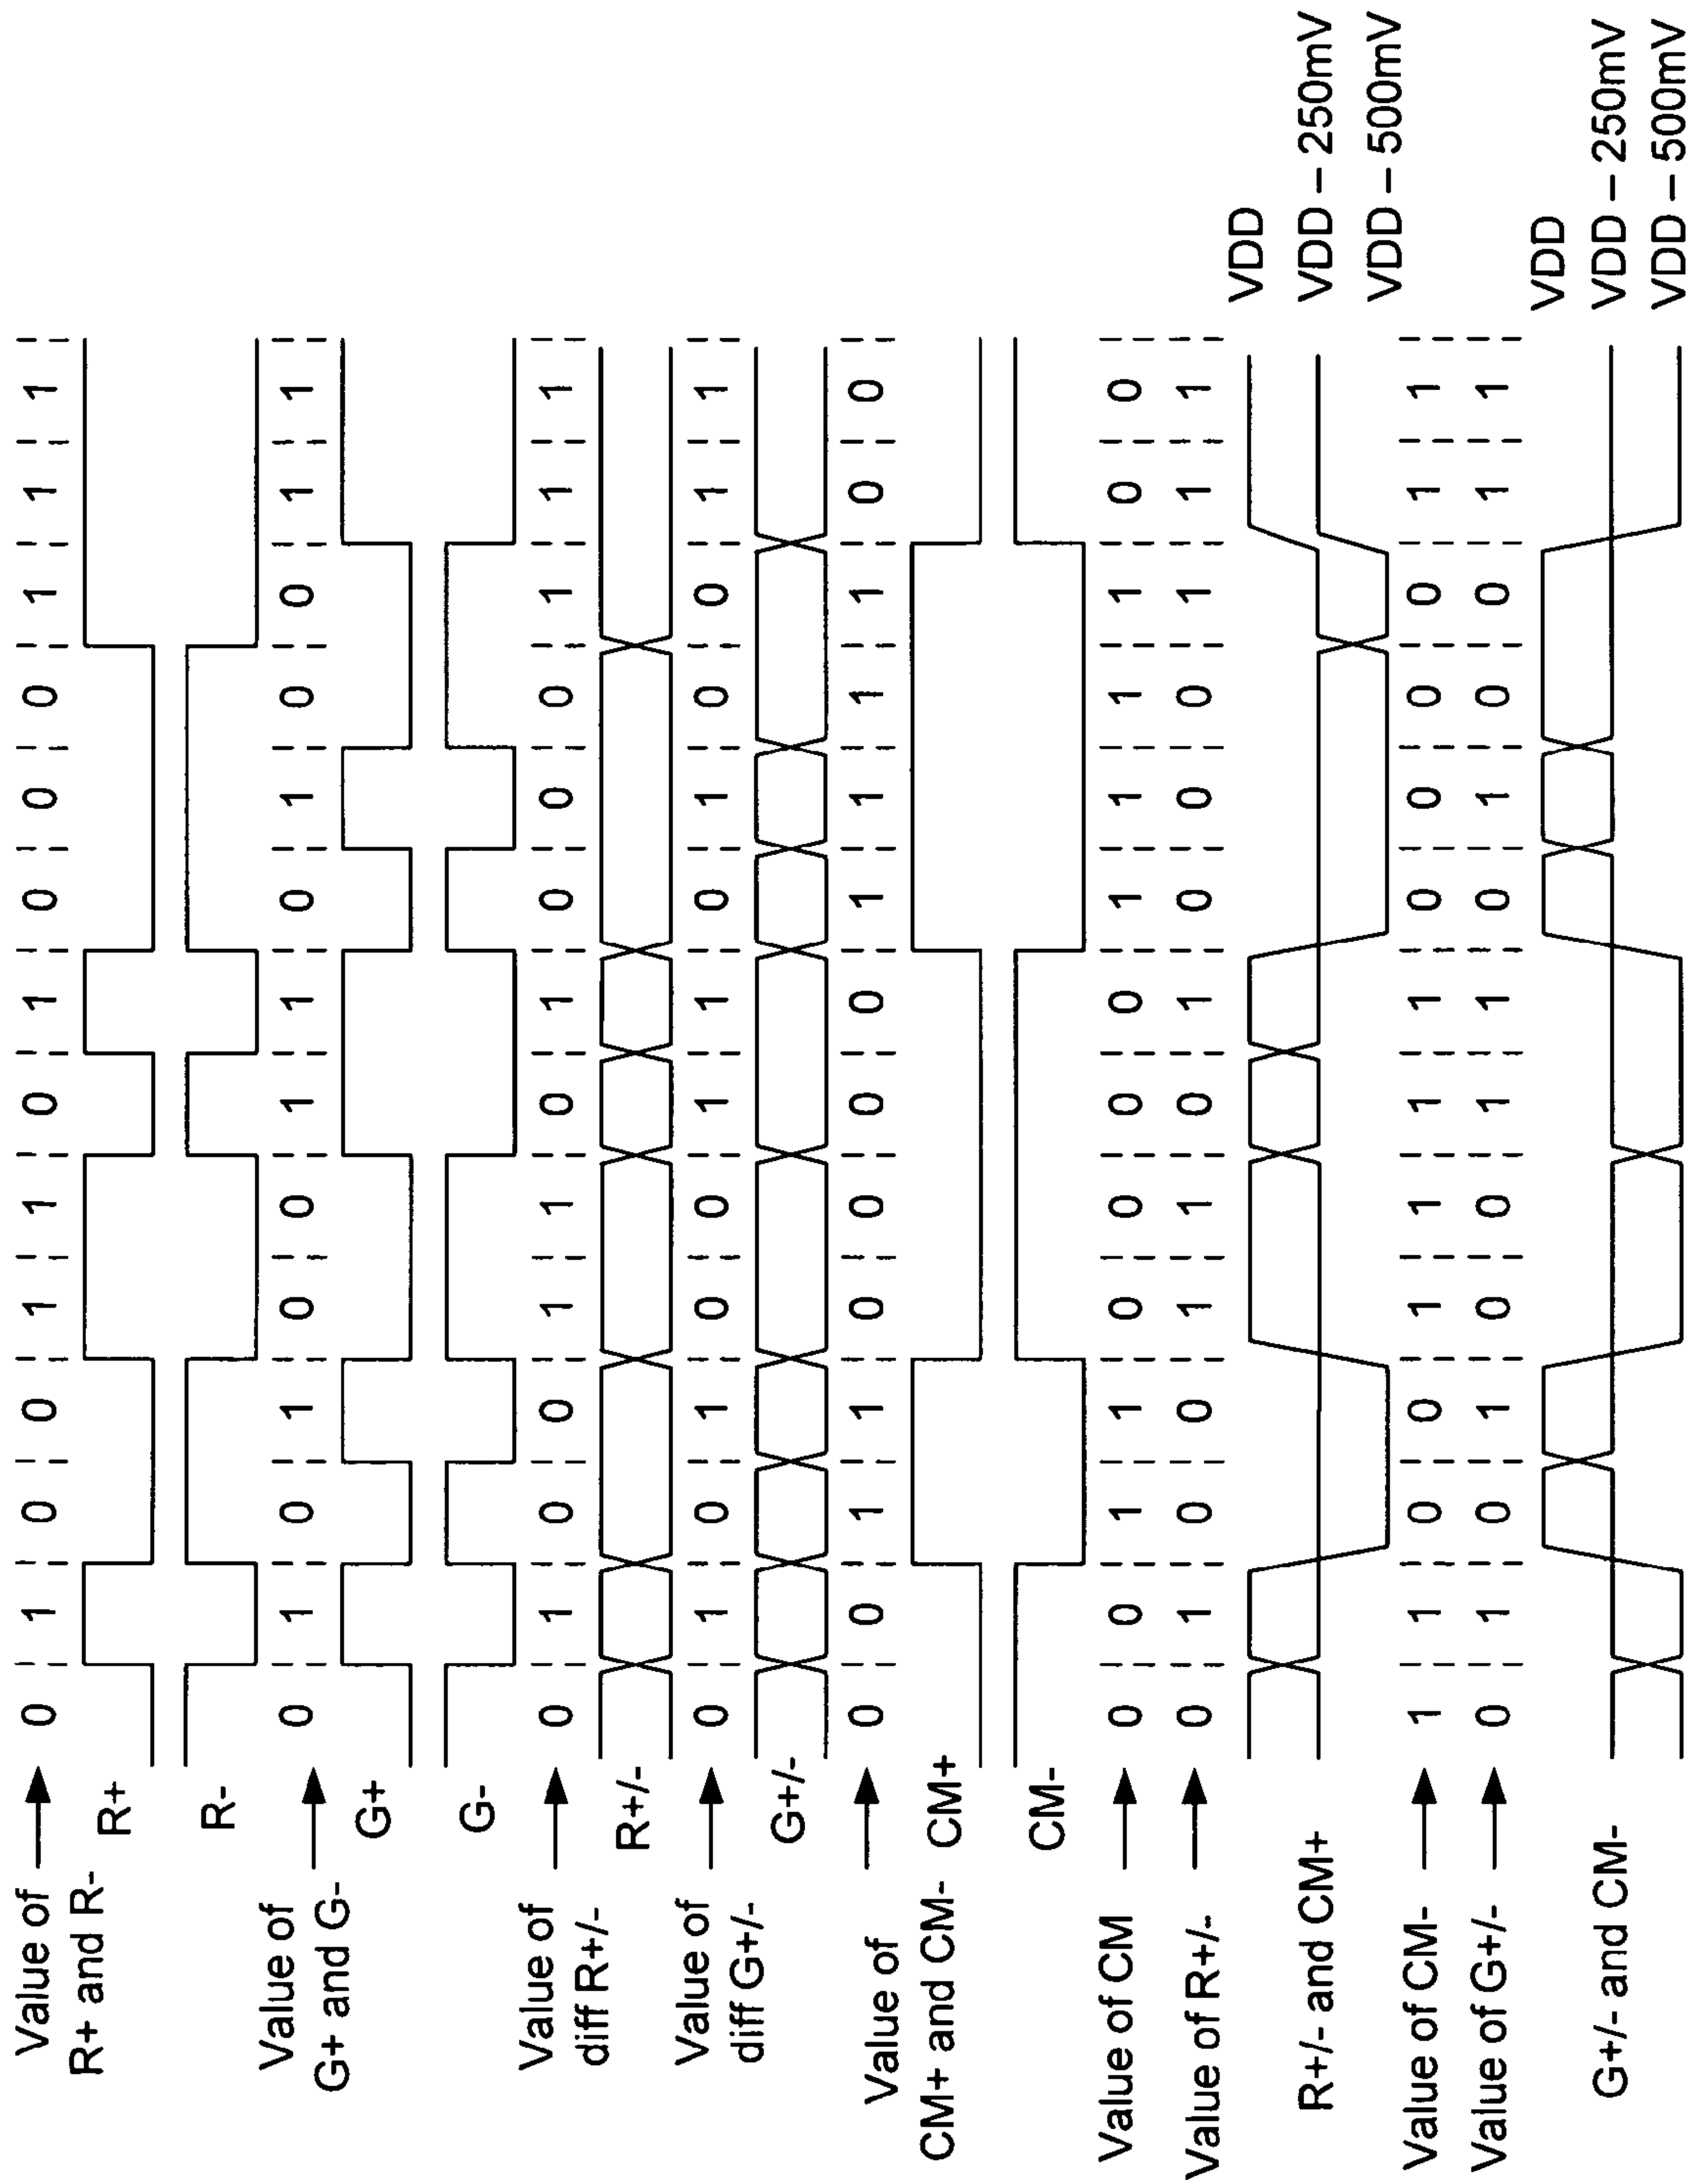 Value of 0 1 0 0 1 1 0 1 0 0 0 1 1 1
R+ and R- R+
R-
Value of
G+ and G- 0 1 0 1 0 0 1 1 0 1 0 0 1 1
G+
G-
Value of
diff R+/- 0 1 0 0 1 1 0 1 0 0 0 1 1 1
R+/-
Value of
diff G+/- 0 1 0 1 0 0 1 1 0 1 0 0 1 1
G+/-
Value of 0 0 1 1 0 0 0 0 1 1 1 1 0 0
CM+ and CM- CM+
CM-
Value of CM 0 0 1 1 0 0 0 0 1 1 1 1 0 0
Value of R+/- 0 1 0 0 1 1 0 1 0 0 0 1 1 1
VDD
R+/- and CM+ VDD – 250mV
VDD – 500mV
Value of CM- 1 1 0 0 1 1 1 1 0 0 0 0 1 1
Value of G+/- 0 1 0 1 0 0 1 1 0 1 0 0 1 1
VDD
G+/- and CM- VDD – 250mV
VDD – 500mV